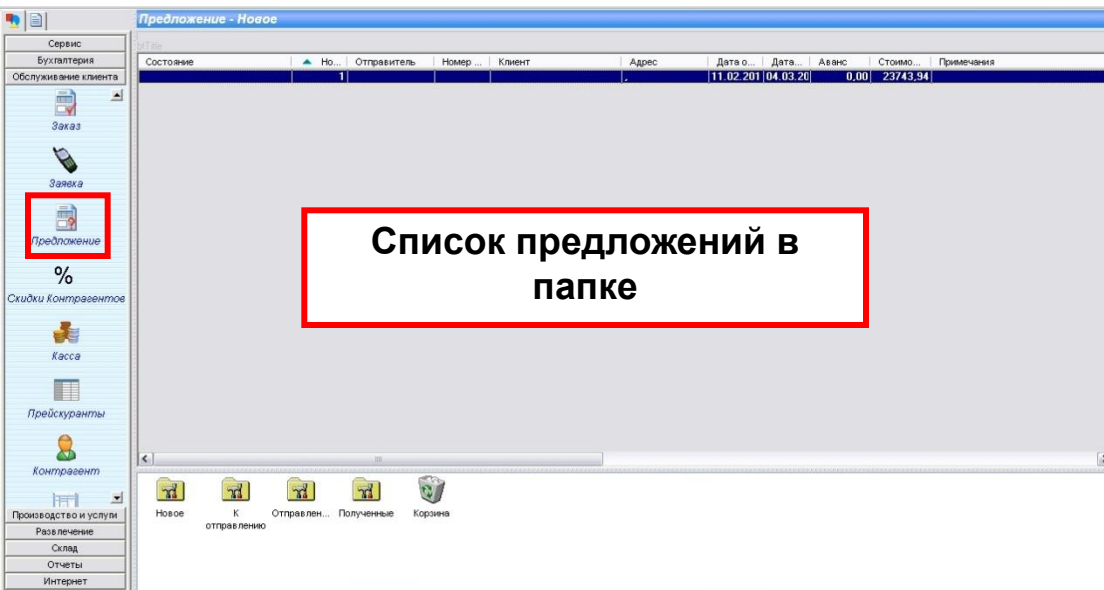 Предложение - Новое
Сервис
Бухгалтерия
Обслуживание клиента
Заказ
Заявка
Предложение
%
Скидки Контрагентов
Касса
Прейскуранты
Контрагент
Производство и услуги
Развлечение
Склад
Отчеты
Интернет
Состояние Но... Отправитель Номер ... Клиент Адрес Дата о... Дата... Аванс Стоимо... Примечания
1 , 11.02.201 04.03.20 0,00 23743,94
Список предложений в
папке
Новое К Отправлен... Полученные Корзина
отправлению